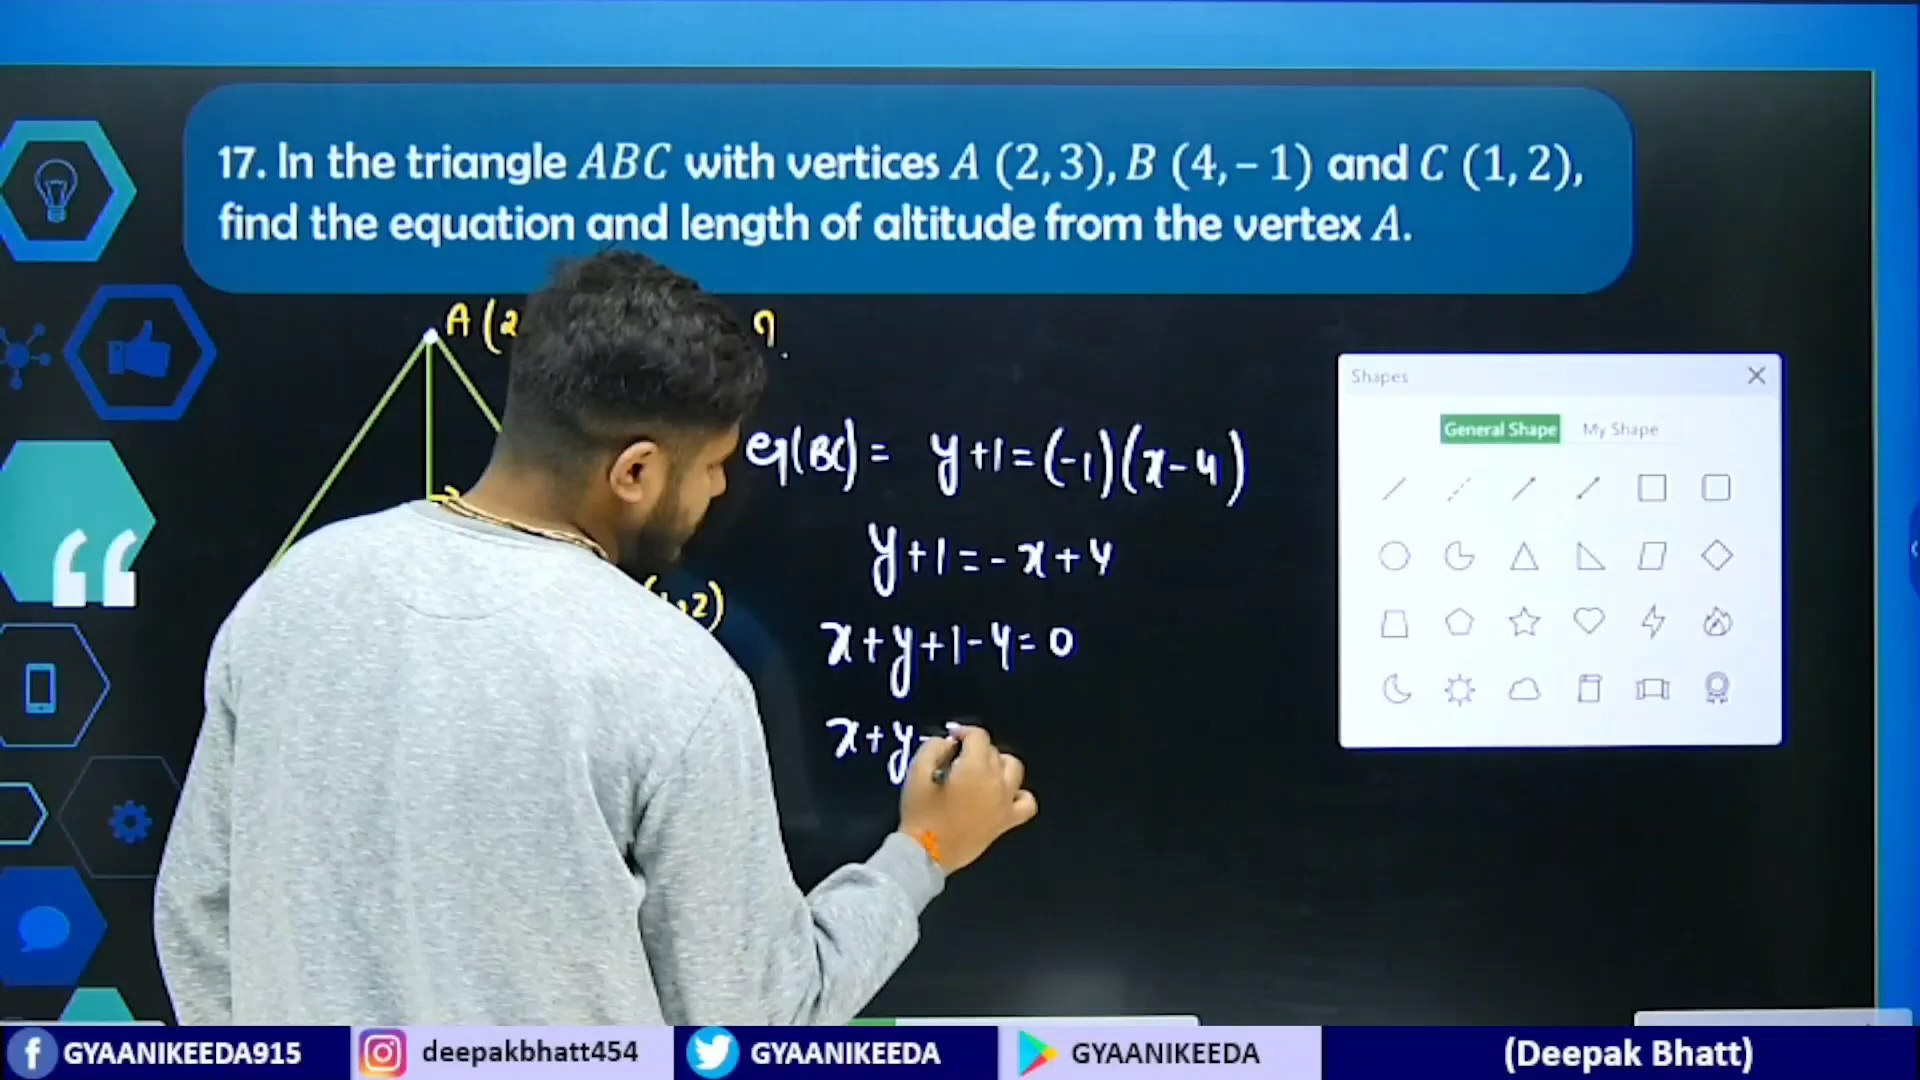 17. In the triangle ABC with vertices A (2, 3), B (4, – 1) and C (1, 2),
find the equation and length of altitude from the vertex A.
A (2
eq(BC) = y+1=(-1)(x-4)
y+1=-x+4
x+y+1-4=0
x+y-
,2)
Shapes
General Shape My Shape
GYAANIKEEDA915 deepakbhatt454 GYAANIKEEDA GYAANIKEEDA (Deepak Bhatt)